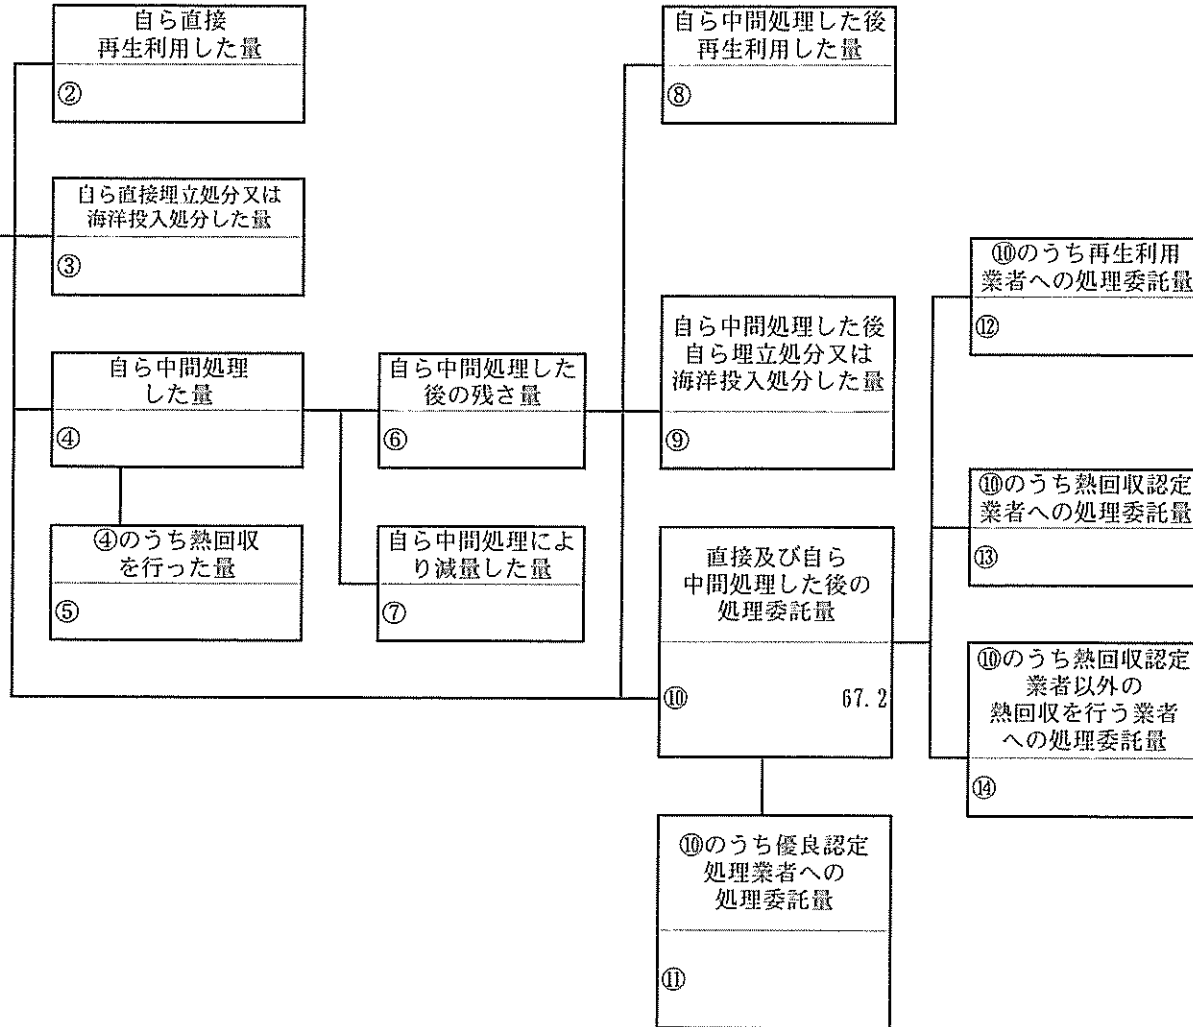 自ら直接
再生利用した量
②
自ら中間処理した後
再生利用した量
⑧
自ら直接埋立処分又は
海洋投入処分した量
③
⑩のうち再生利用
業者への処理委託量
⑫
自ら中間処理した後
自ら埋立処分又は
海洋投入処分した量
⑨
自ら中間処理
した量
④
自ら中間処理した
後の残さ量
⑥
⑩のうち熱回収認定
業者への処理委託量
⑬
④のうち熱回収
を行った量
⑤
自ら中間処理によ
り減量した量
⑦
直接及び自ら
中間処理した後の
処理委託量
⑩ 67.2
⑩のうち熱回収認定
業者以外の
熱回収を行う業者
への処理委託量
⑭
⑩のうち優良認定
処理業者への
処理委託量
⑪